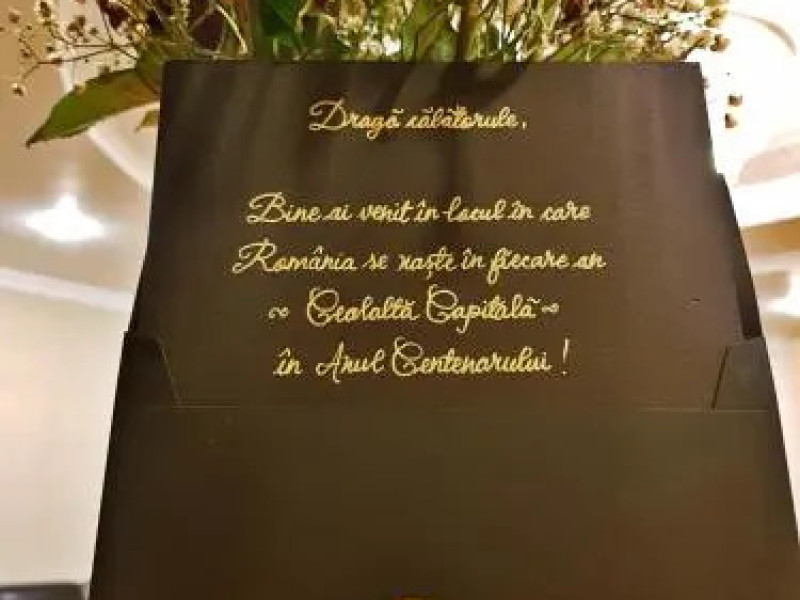 Dragă călătorule,
Bine ai venit în locul în care
România se naște în fiecare an
~ Cealaltă Capitală ~
în Anul Centenarului!